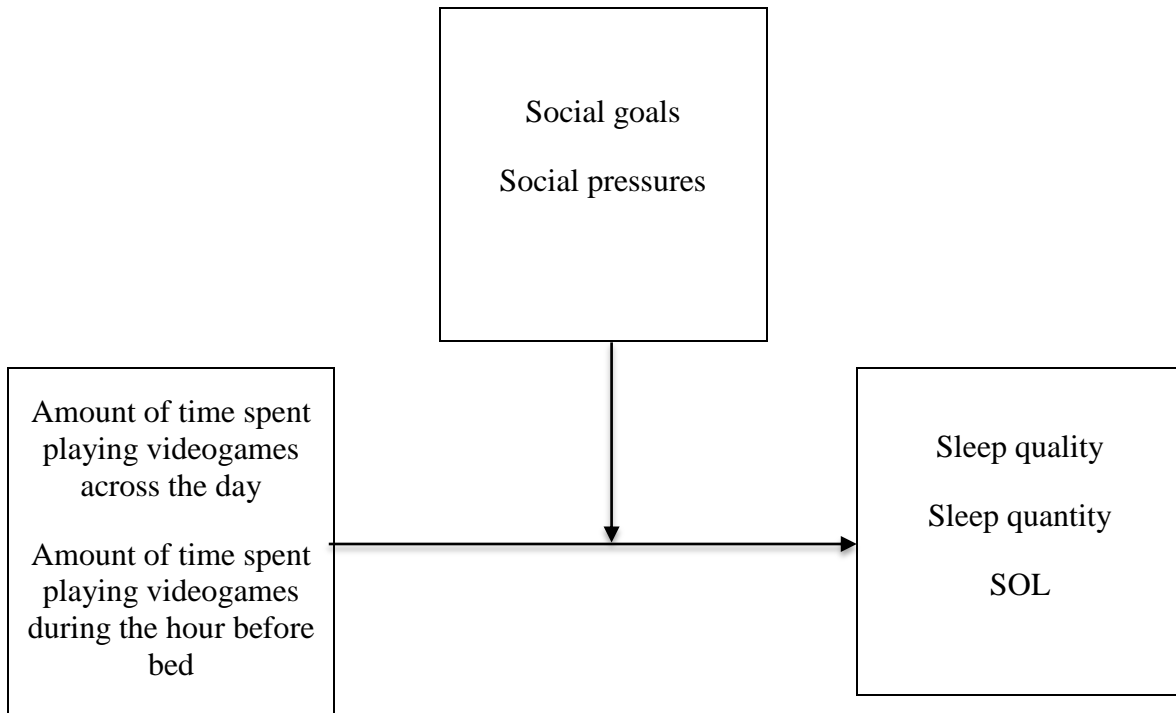 Social goals
Social pressures
Amount of time spent
playing videogames
across the day
Amount of time spent
playing videogames
during the hour before
bed
Sleep quality
Sleep quantity
SOL